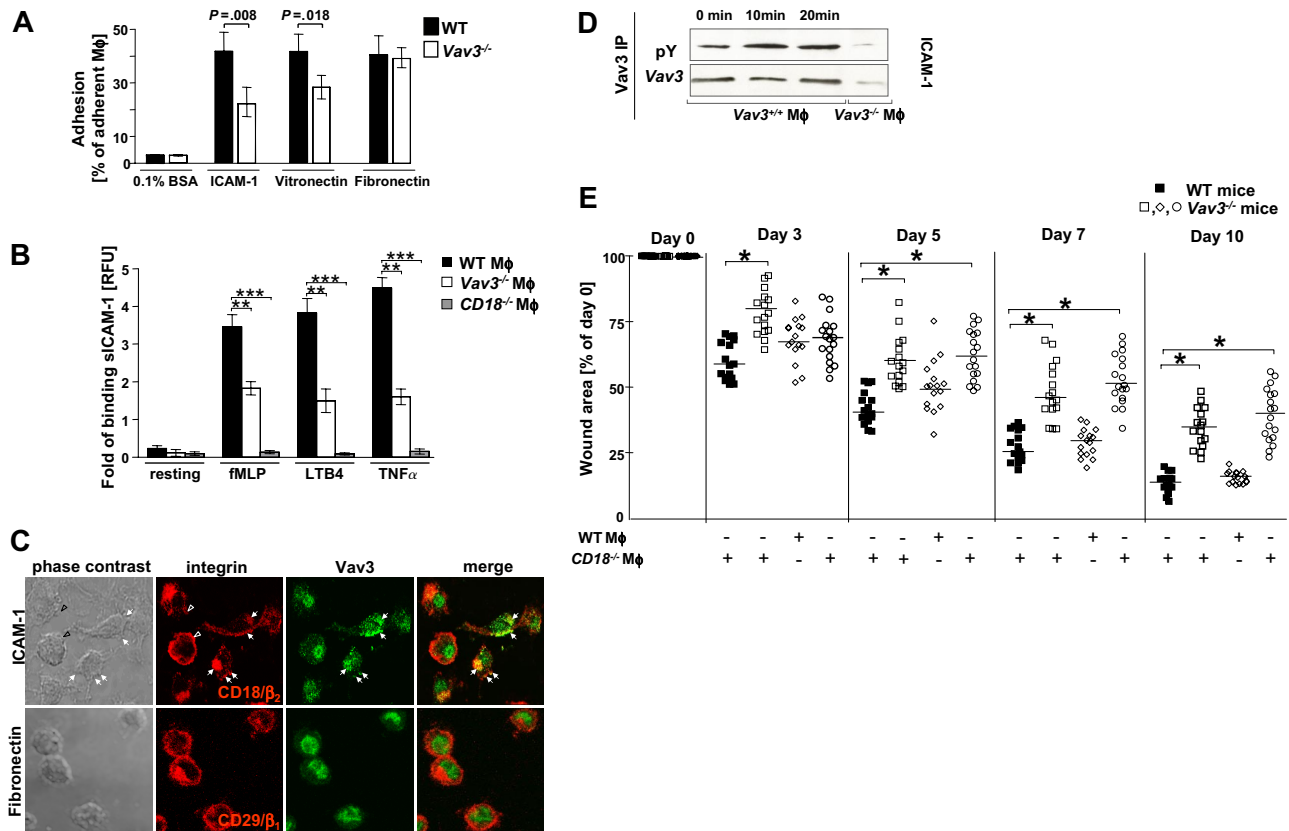 A
P=.008
P=.018
WT
Vav3-/-
Adhesion
[% of adherent Mϕ]
50
30
10
0
0.1% BSA
ICAM-1
Vitronectin
Fibronectin
B
Fold of binding sICAM-1 [RFU]
5
4
3
2
1
0
WT Mϕ
Vav3-/- Mϕ
CD18-/- Mϕ
***
**
***
**
***
**
resting
fMLP
LTB4
TNFα
C
phase contrast
integrin
Vav3
merge
ICAM-1
CD18/β2
Fibronectin
CD29/β1
D
0 min
10min
20min
Vav3 IP
pY
Vav3
ICAM-1
Vav3+/+ Mϕ
Vav3-/- Mϕ
E
WT mice
□,◇,○ Vav3-/- mice
Day 0
Day 3
Day 5
Day 7
Day 10
Wound area [% of day 0]
100
75
50
25
0
*
*
*
*
*
*
*
WT Mϕ - - + - - - + - - - + - - - + -
CD18-/- Mϕ + + - + + + - + + + - + + + - +